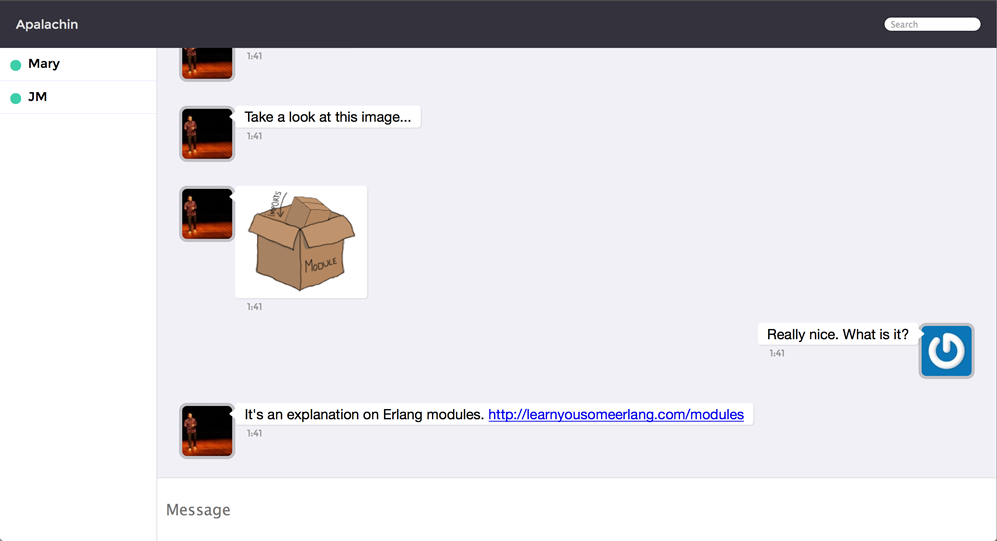 Apalachin
Search
Mary
JM
1:41
Take a look at this image...
1:41
IMPORTS
MODULE
1:41
Really nice. What is it?
1:41
It's an explanation on Erlang modules. http://learnyousomeerlang.com/modules
1:41
Message